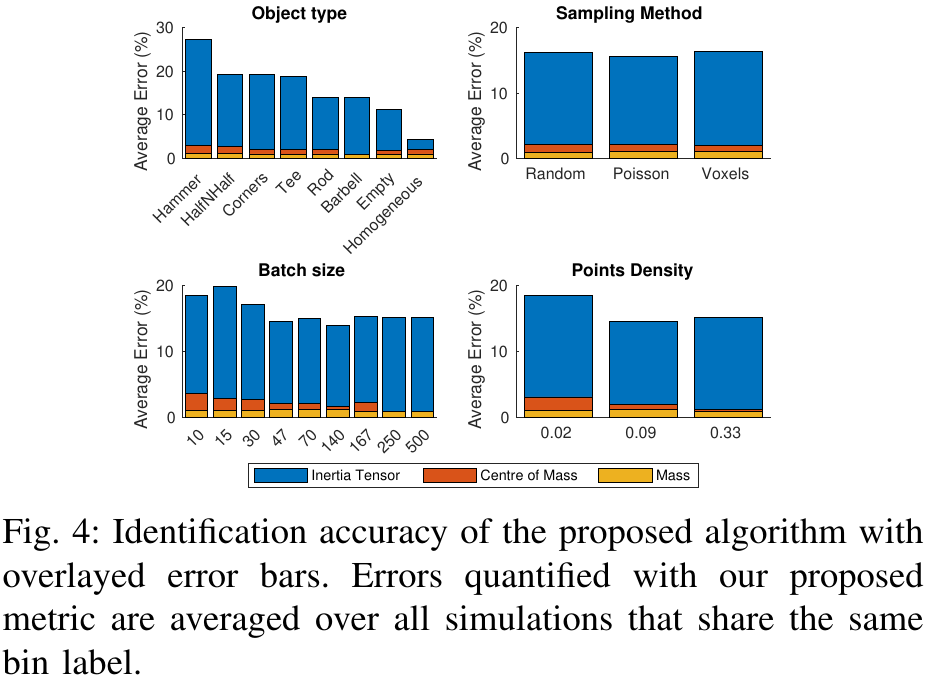 Object type
Average Error (%)
30
20
10
0
Hammer
HalfNHalf
Corners
Tee
Rod
Barbell
Empty
Homogeneous
Sampling Method
Average Error (%)
20
10
0
Random
Poisson
Voxels
Batch size
Average Error (%)
20
10
0
10
15
30
47
70
140
167
250
500
Points Density
Average Error (%)
20
10
0
0.02
0.09
0.33
Inertia Tensor
Centre of Mass
Mass
Fig. 4: Identification accuracy of the proposed algorithm with
overlayed error bars. Errors quantified with our proposed
metric are averaged over all simulations that share the same
bin label.